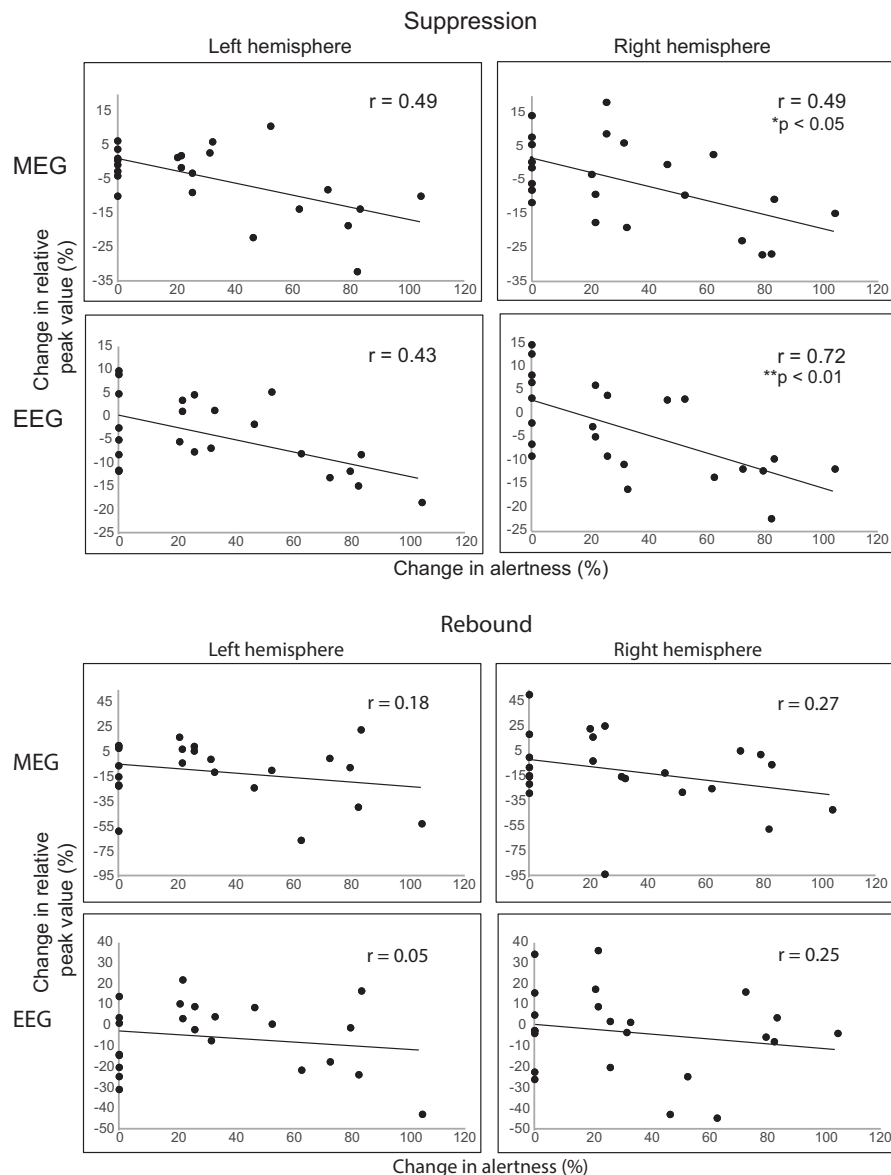 Suppression
Left hemisphere
Right hemisphere
MEG
EEG
Change in relative
peak value (%)
r = 0.49
15
5
-5
-15
-25
-35
0 20 40 60 80 100 120
r = 0.49
*p < 0.05
15
5
-5
-15
-25
-35
0 20 40 60 80 100 120
r = 0.43
15
10
5
0
-5
-10
-15
-20
-25
0 20 40 60 80 100 120
r = 0.72
**p < 0.01
15
10
5
0
-5
-10
-15
-20
-25
0 20 40 60 80 100 120
Change in alertness (%)
Rebound
Left hemisphere
Right hemisphere
MEG
EEG
Change in relative
peak value (%)
r = 0.18
45
25
5
-15
-35
-55
-75
-95
0 20 40 60 80 100 120
r = 0.27
45
25
5
-15
-35
-55
-75
-95
0 20 40 60 80 100 120
r = 0.05
40
30
20
10
0
-10
-20
-30
-40
-50
0 20 40 60 80 100 120
r = 0.25
40
30
20
10
0
-10
-20
-30
-40
-50
0 20 40 60 80 100 120
Change in alertness (%)